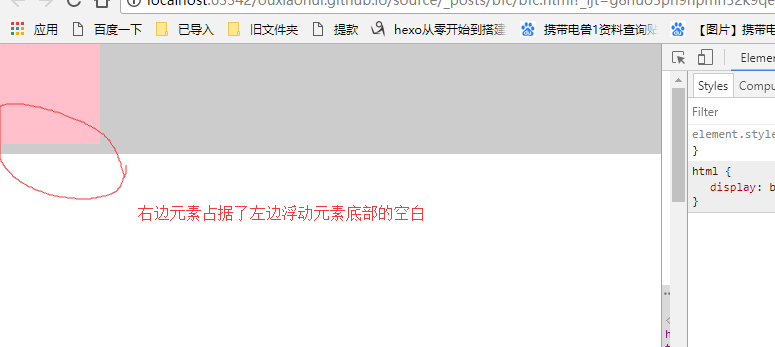 localhost:63342/ouxiaohui.github.io/source/_posts/bfc/bfc.html?_ijt=
应用 百度一下 已导入 旧文件夹 提款 hexo从零开始到搭建 携带电兽1资料查询贴 【图片】携带电
Elemen
Styles Compu
Filter
element.style
}
html {
display: b
}
右边元素占据了左边浮动元素底部的空白